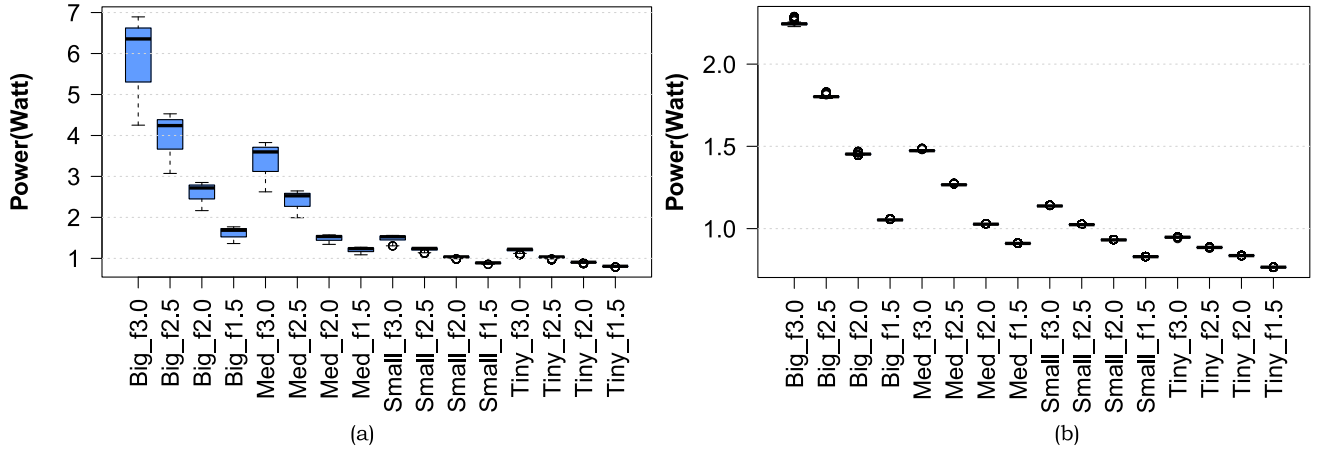 Power(Watt)
7
6
5
4
3
2
1
Big_f3.0
Big_f2.5
Big_f2.0
Big_f1.5
Med_f3.0
Med_f2.5
Med_f2.0
Med_f1.5
Small_f3.0
Small_f2.5
Small_f2.0
Small_f1.5
Tiny_f3.0
Tiny_f2.5
Tiny_f2.0
Tiny_f1.5
(a)
Power(Watt)
2.0
1.5
1.0
Big_f3.0
Big_f2.5
Big_f2.0
Big_f1.5
Med_f3.0
Med_f2.5
Med_f2.0
Med_f1.5
Small_f3.0
Small_f2.5
Small_f2.0
Small_f1.5
Tiny_f3.0
Tiny_f2.5
Tiny_f2.0
Tiny_f1.5
(b)